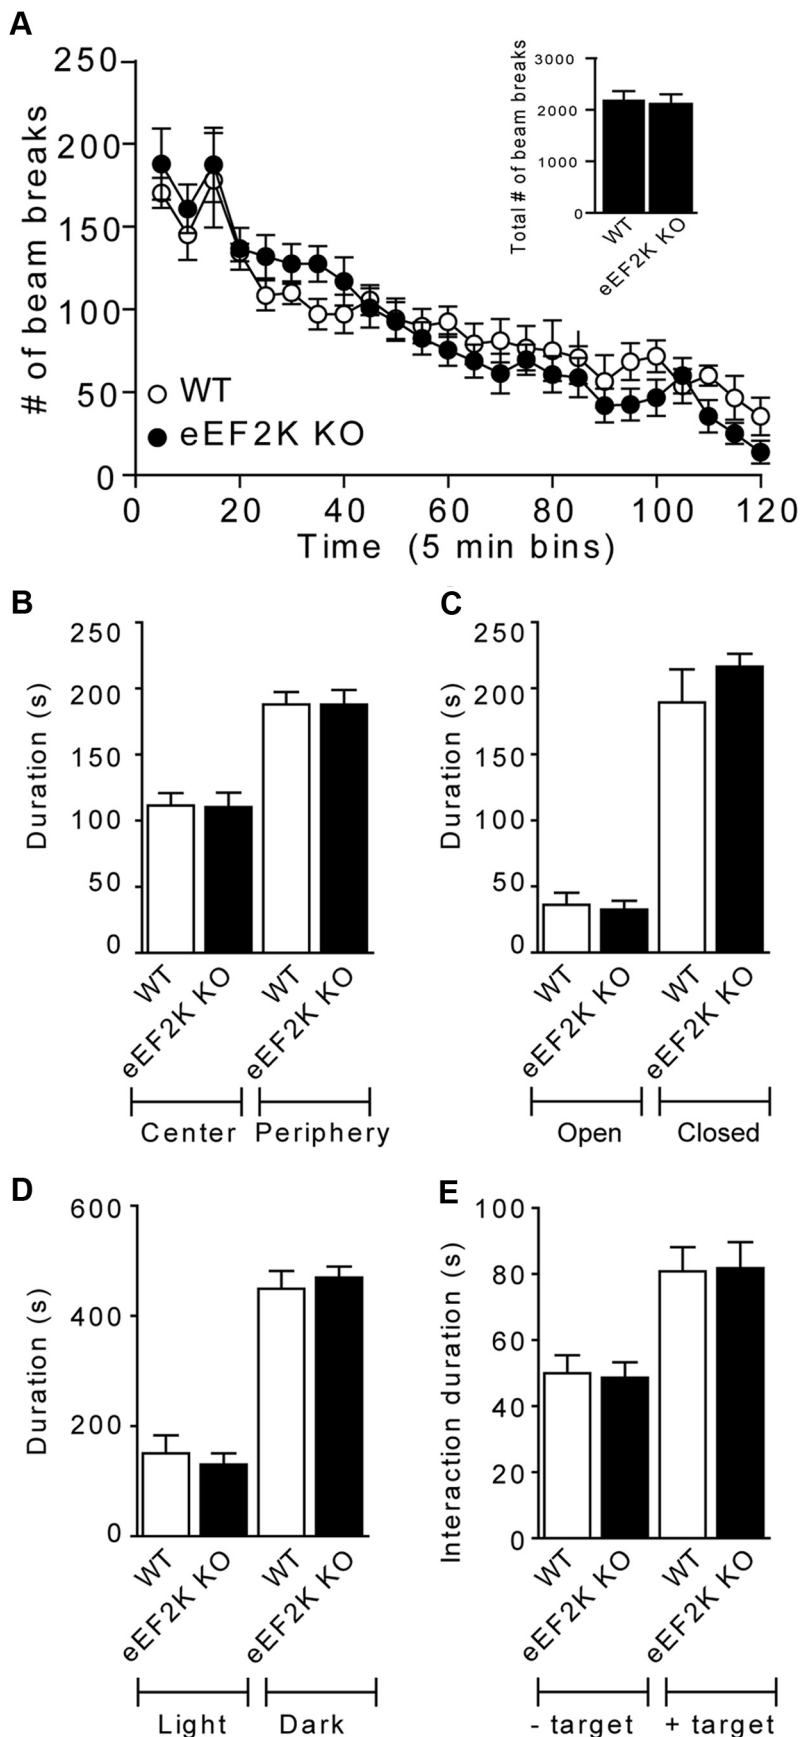 A
# of beam breaks
250
200
150
100
50
0
WT
eEF2K KO
0 20 40 60 80 100 120
Time (5 min bins)
Total # of beam breaks
3000
2000
1000
0
WT
eEF2K KO
B
Duration (s)
250
200
150
100
50
0
WT
eEF2K KO
WT
eEF2K KO
Center
Periphery
C
Duration (s)
250
200
150
100
50
0
WT
eEF2K KO
WT
eEF2K KO
Open
Closed
D
Duration (s)
600
400
200
0
WT
eEF2K KO
WT
eEF2K KO
Light
Dark
E
Interaction duration (s)
100
80
60
40
20
0
WT
eEF2K KO
WT
eEF2K KO
- target
+ target